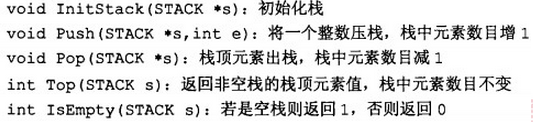 void InitStack(STACK *s): 初始化栈
void Push(STACK *s,int e): 将一个整数压栈，栈中元素数目增 1
void Pop(STACK *s): 栈顶元素出栈，栈中元素数目减 1
int Top(STACK s): 返回非空栈的栈顶元素值，栈中元素数目不变
int IsEmpty(STACK s): 若是空栈则返回 1，否则返回 0